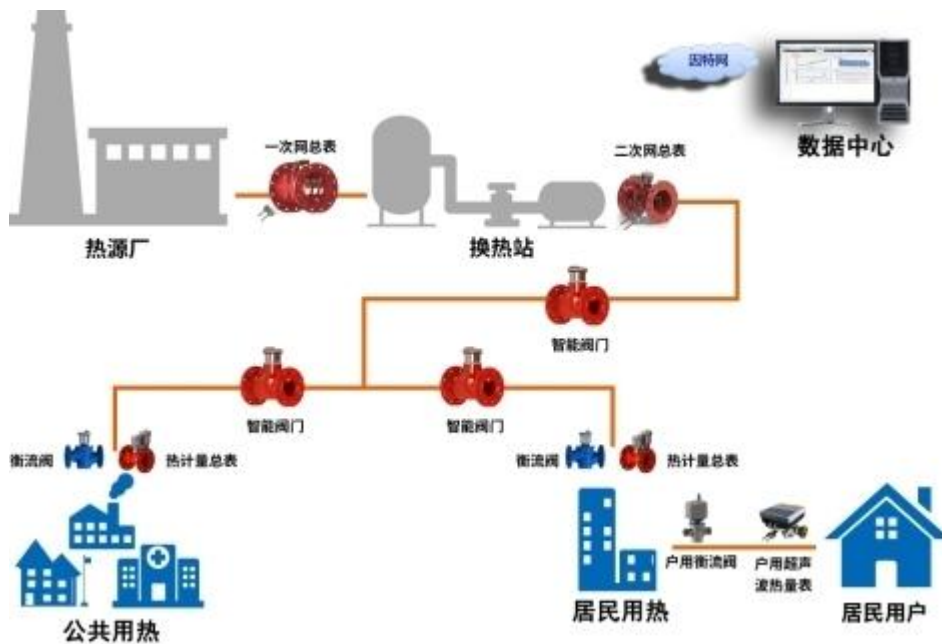 因特网
数据中心
一次网总表
二次网总表
热源厂
换热站
智能阀门
智能阀门
智能阀门
衡流阀
热计量总表
衡流阀
热计量总表
户用衡流阀
户用超声
波热量表
公共用热
居民用热
居民用户